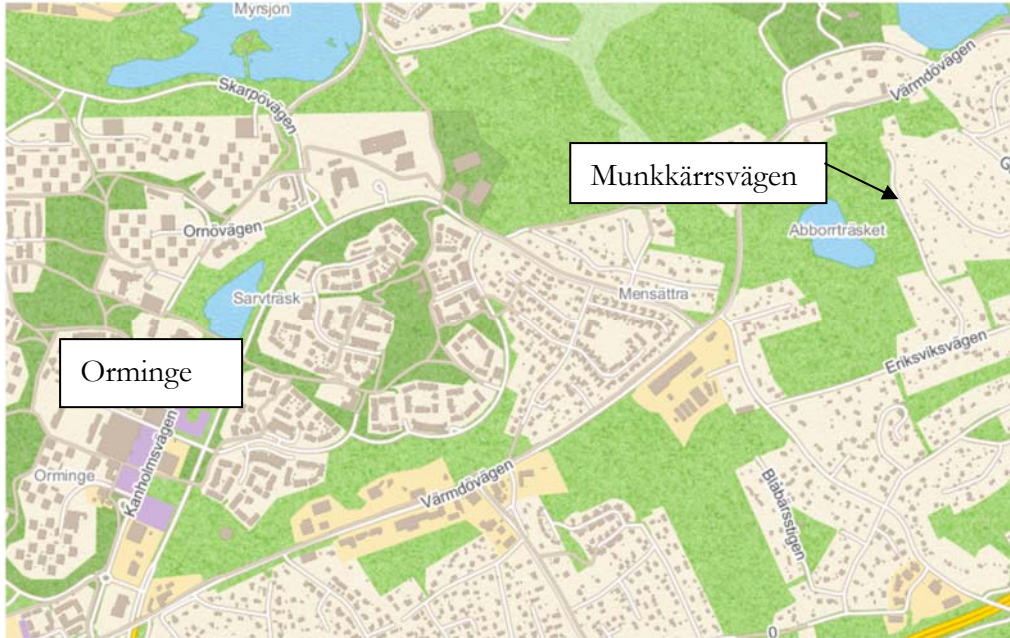 Myrsjön
Skarpövägen
Värmdövägen
Munkkärrsvägen
Ornövägen
Abborrträsket
Sarvträsk
Mensättra
Orminge
Eriksviksvägen
Kanholmsvägen
Orminge
Värmdövägen
Blåbärsstigen